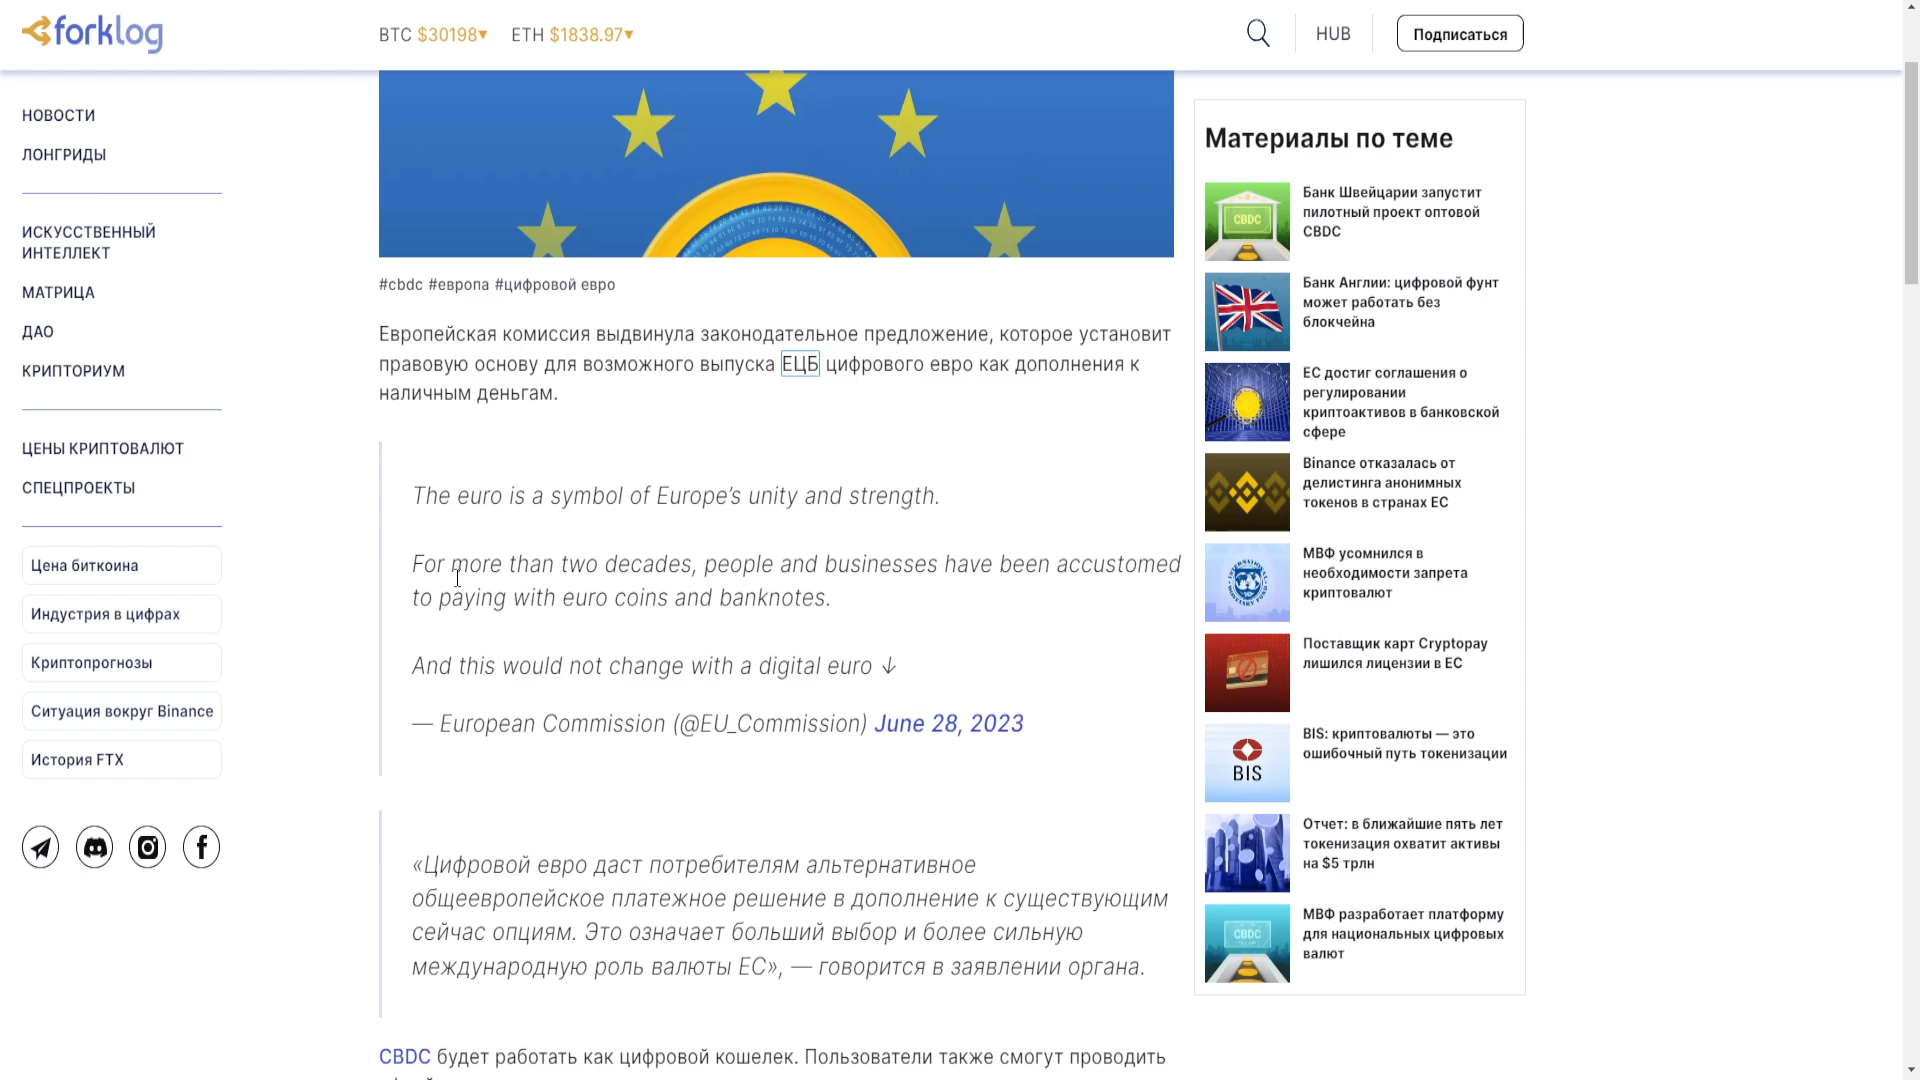 forklog
BTC $30198▾ ETH $1838.97▾
HUB
Подписаться
НОВОСТИ
ЛОНГРИДЫ
ИСКУССТВЕННЫЙ
ИНТЕЛЛЕКТ
МАТРИЦА
ДАО
КРИПТОРИУМ
ЦЕНЫ КРИПТОВАЛЮТ
СПЕЦПРОЕКТЫ
Цена биткоина
Индустрия в цифрах
Криптопрогнозы
Ситуация вокруг Binance
История FTX
#cbdc #европа #цифровой евро
Европейская комиссия выдвинула законодательное предложение, которое установит
правовую основу для возможного выпуска ЕЦБ цифрового евро как дополнения к
наличным деньгам.
The euro is a symbol of Europe’s unity and strength.
For more than two decades, people and businesses have been accustomed
to paying with euro coins and banknotes.
And this would not change with a digital euro ↓
— European Commission (@EU_Commission) June 28, 2023
«Цифровой евро даст потребителям альтернативное
общеевропейское платежное решение в дополнение к существующим
сейчас опциям. Это означает больший выбор и более сильную
международную роль валюты ЕС», — говорится в заявлении органа.
CBDC будет работать как цифровой кошелек. Пользователи также смогут проводить
Материалы по теме
CBDC
Банк Швейцарии запустит
пилотный проект оптовой
CBDC
Банк Англии: цифровой фунт
может работать без
блокчейна
ЕС достиг соглашения о
регулировании
криптоактивов в банковской
сфере
Binance отказалась от
делистинга анонимных
токенов в странах ЕС
INTERNATIONAL
MONETARY FUND
МВФ усомнился в
необходимости запрета
криптовалют
Поставщик карт Cryptopay
лишился лицензии в ЕС
BIS
BIS: криптовалюты — это
ошибочный путь токенизации
Отчет: в ближайшие пять лет
токенизация охватит активы
на $5 трлн
CBDC
МВФ разработает платформу
для национальных цифровых
валют